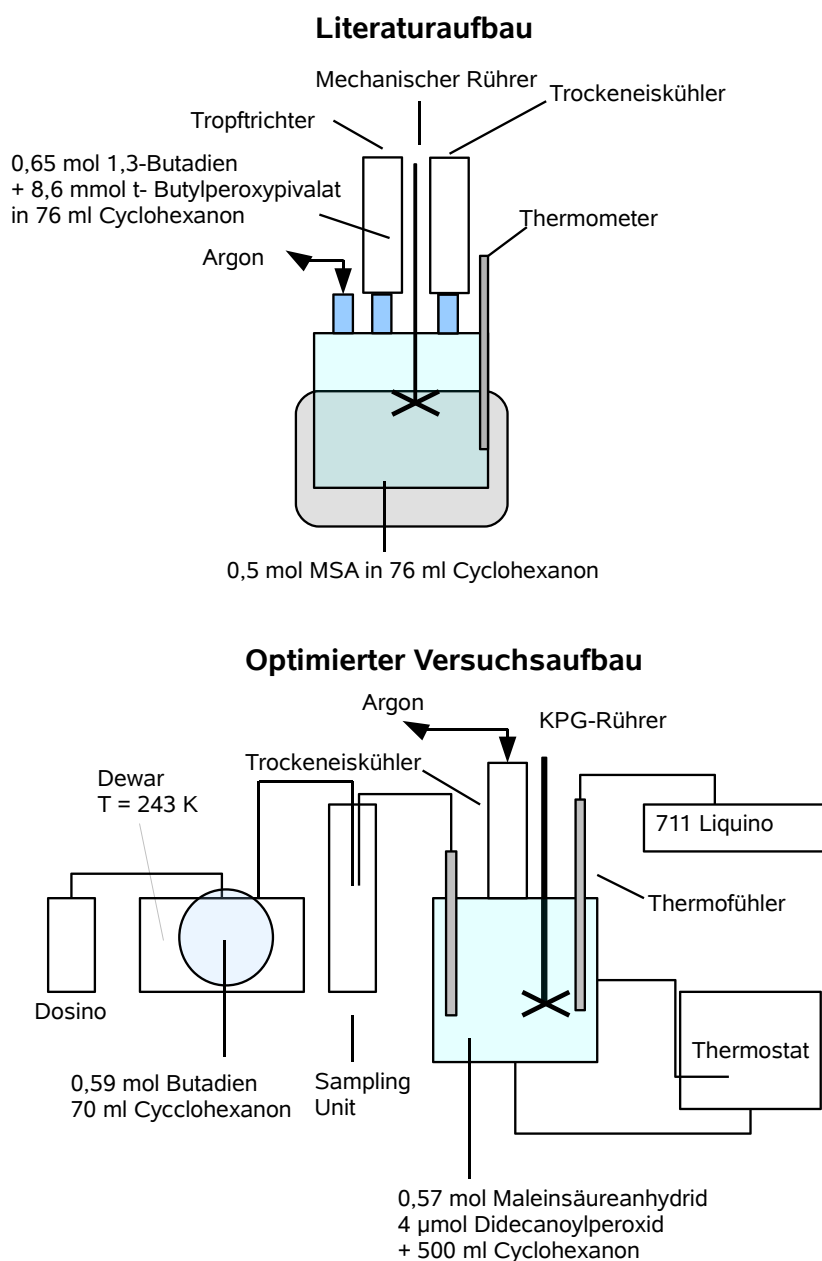 Literaturaufbau
Mechanischer Rührer
Trockeneiskühler
Tropftrichter
0,65 mol 1,3-Butadien
+ 8,6 mmol t- Butylperoxypivalat
in 76 ml Cyclohexanon
Thermometer
Argon
0,5 mol MSA in 76 ml Cyclohexanon
Optimierter Versuchsaufbau
Argon
KPG-Rührer
Trockeneiskühler
Dewar
T = 243 K
711 Liquino
Thermofühler
Dosino
Thermostat
0,59 mol Butadien
70 ml Cycclohexanon
Sampling
Unit
0,57 mol Maleinsäureanhydrid
4 µmol Didecanoylperoxid
+ 500 ml Cyclohexanon